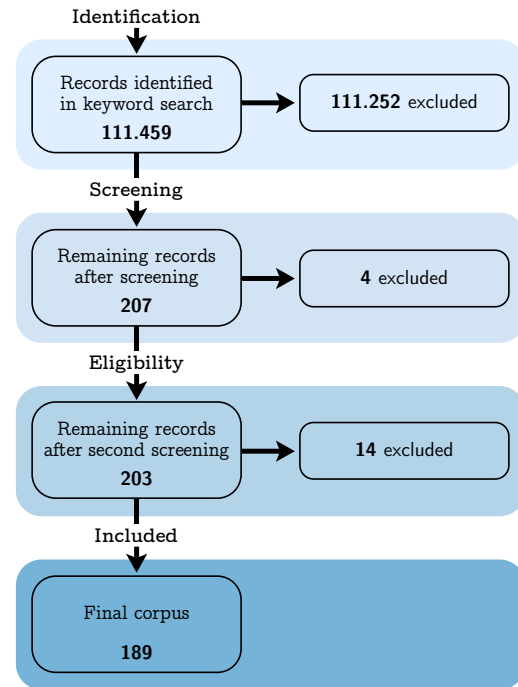 Identification
Records identified
in keyword search
111.459
111.252 excluded
Screening
Remaining records
after screening
207
4 excluded
Eligibility
Remaining records
after second screening
203
14 excluded
Included
Final corpus
189